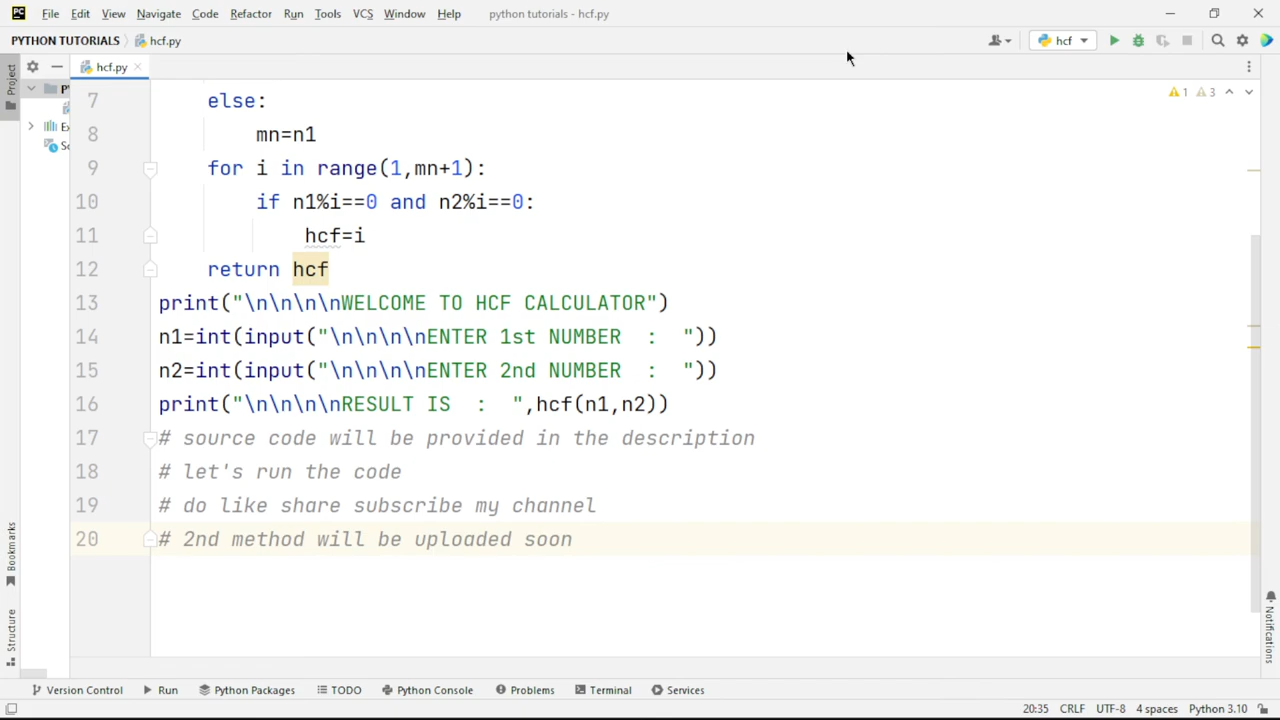 File Edit View Navigate Code Refactor Run Tools VCS Window Help python tutorials - hcf.py
PYTHON TUTORIALS hcf.py hcf
Project
hcf.py
1 3
7 else:
8 mn=n1
9 for i in range(1,mn+1):
10 if n1%i==0 and n2%i==0:
11 hcf=i
12 return hcf
13 print("\n\n\n\nWELCOME TO HCF CALCULATOR")
14 n1=int(input("\n\n\n\nENTER 1st NUMBER  :  "))
15 n2=int(input("\n\n\n\nENTER 2nd NUMBER  :  "))
16 print("\n\n\n\nRESULT IS  :  ",hcf(n1,n2))
17 # source code will be provided in the description
18 # let's run the code
19 # do like share subscribe my channel
20 # 2nd method will be uploaded soon
Bookmarks
Structure
Notifications
Version Control Run Python Packages TODO Python Console Problems Terminal Services
20:35 CRLF UTF-8 4 spaces Python 3.10